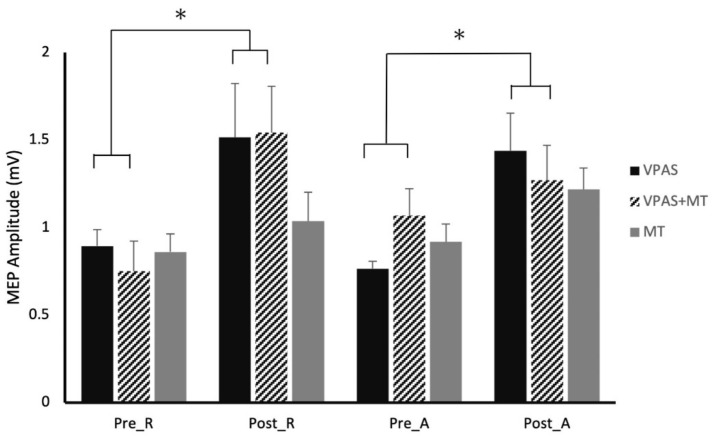 *
*
2
1.5
1
0.5
0
MEP Amplitude (mV)
Pre_R Post_R Pre_A Post_A
VPAS
VPAS+MT
MT